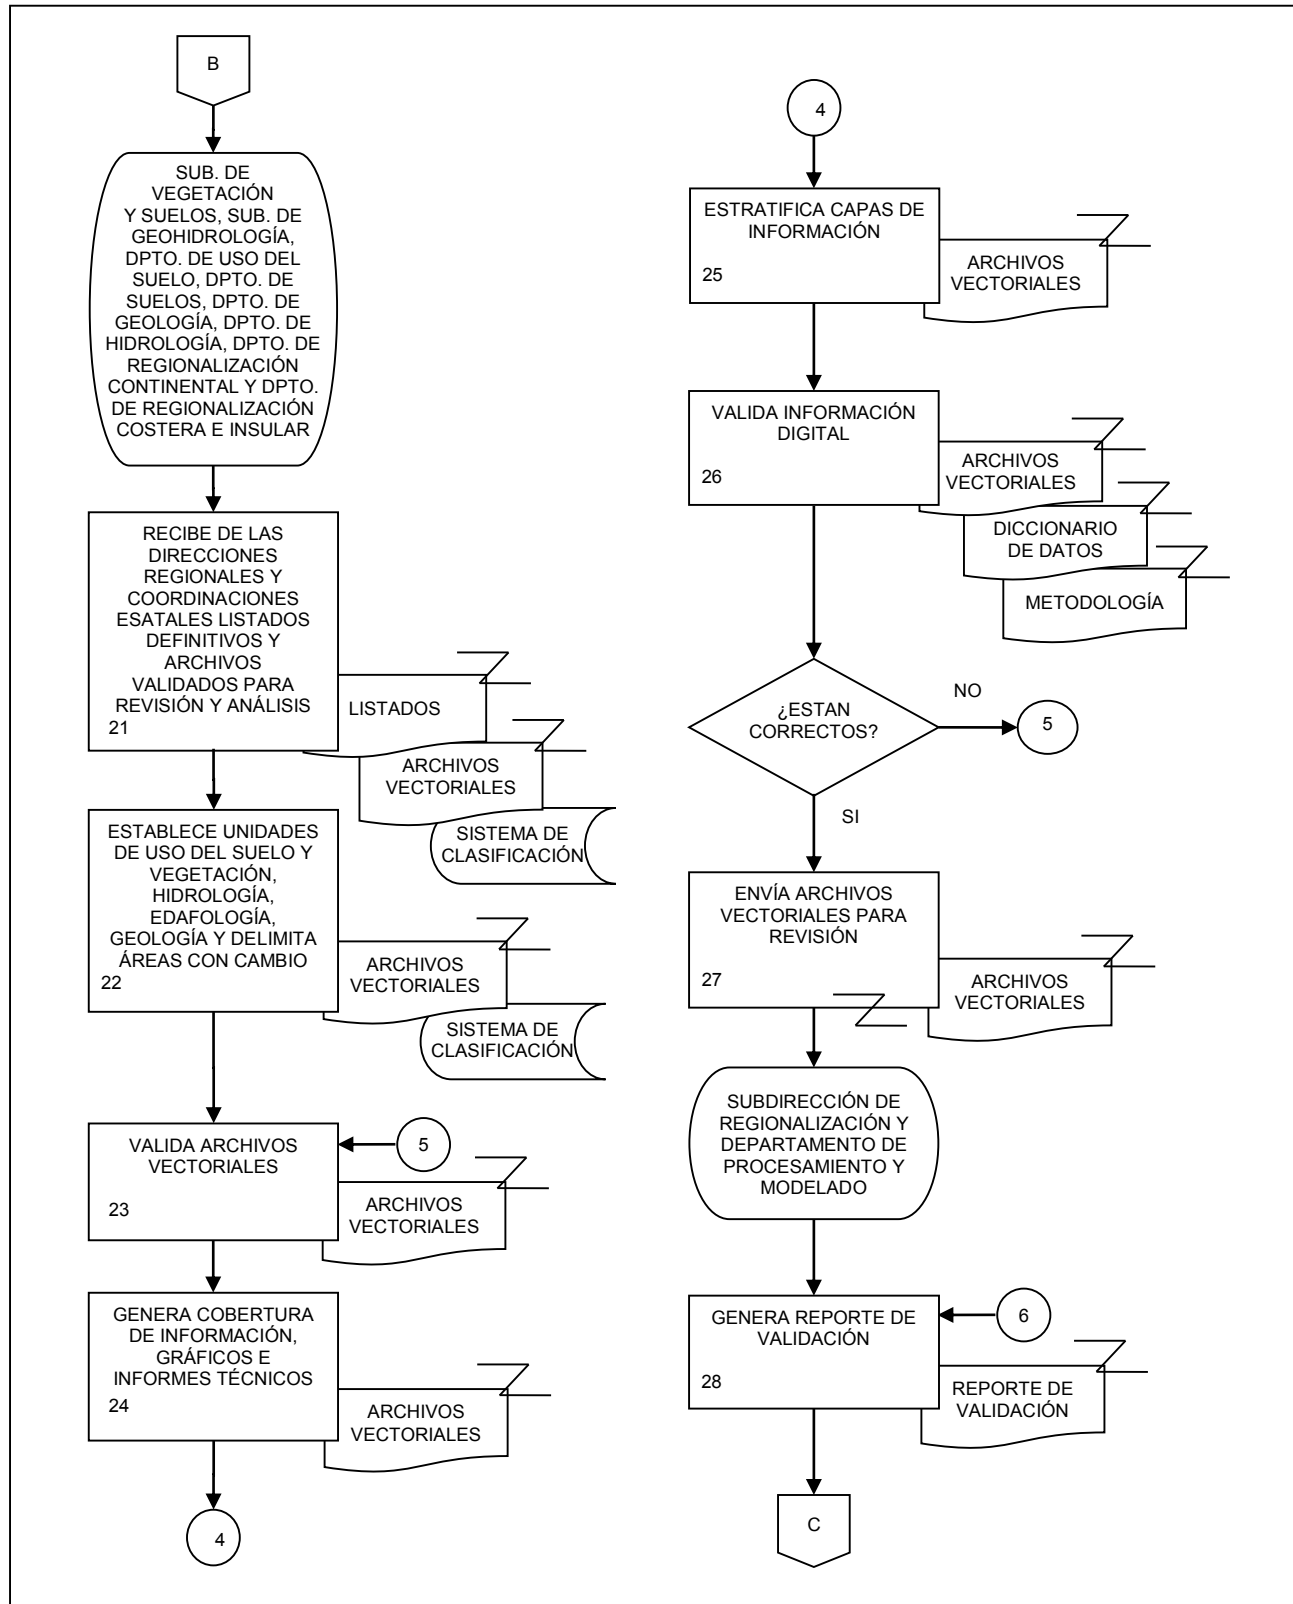 B
SUB. DE
VEGETACIÓN
Y SUELOS, SUB. DE
GEOHIDROLOGÍA,
DPTO. DE USO DEL
SUELO, DPTO. DE
SUELOS, DPTO. DE
GEOLOGÍA, DPTO. DE
HIDROLOGÍA, DPTO. DE
REGIONALIZACIÓN
CONTINENTAL Y DPTO.
DE REGIONALIZACIÓN
COSTERA E INSULAR
RECIBE DE LAS
DIRECCIONES
REGIONALES Y
COORDINACIONES
ESATALES LISTADOS
DEFINITIVOS Y
ARCHIVOS
VALIDADOS PARA
REVISIÓN Y ANÁLISIS
21
LISTADOS
ARCHIVOS
VECTORIALES
SISTEMA DE
CLASIFICACIÓN
ESTABLECE UNIDADES
DE USO DEL SUELO Y
VEGETACIÓN,
HIDROLOGÍA,
EDAFOLOGÍA,
GEOLOGÍA Y DELIMITA
ÁREAS CON CAMBIO
22
ARCHIVOS
VECTORIALES
SISTEMA DE
CLASIFICACIÓN
VALIDA ARCHIVOS
VECTORIALES
23
5
ARCHIVOS
VECTORIALES
GENERA COBERTURA
DE INFORMACIÓN,
GRÁFICOS E
INFORMES TÉCNICOS
24
ARCHIVOS
VECTORIALES
4
4
ESTRATIFICA CAPAS DE
INFORMACIÓN
25
ARCHIVOS
VECTORIALES
VALIDA INFORMACIÓN
DIGITAL
26
ARCHIVOS
VECTORIALES
DICCIONARIO
DE DATOS
METODOLOGÍA
¿ESTAN
CORRECTOS?
NO
5
SI
ENVÍA ARCHIVOS
VECTORIALES PARA
REVISIÓN
27
ARCHIVOS
VECTORIALES
SUBDIRECCIÓN DE
REGIONALIZACIÓN Y
DEPARTAMENTO DE
PROCESAMIENTO Y
MODELADO
GENERA REPORTE DE
VALIDACIÓN
28
6
REPORTE DE
VALIDACIÓN
C